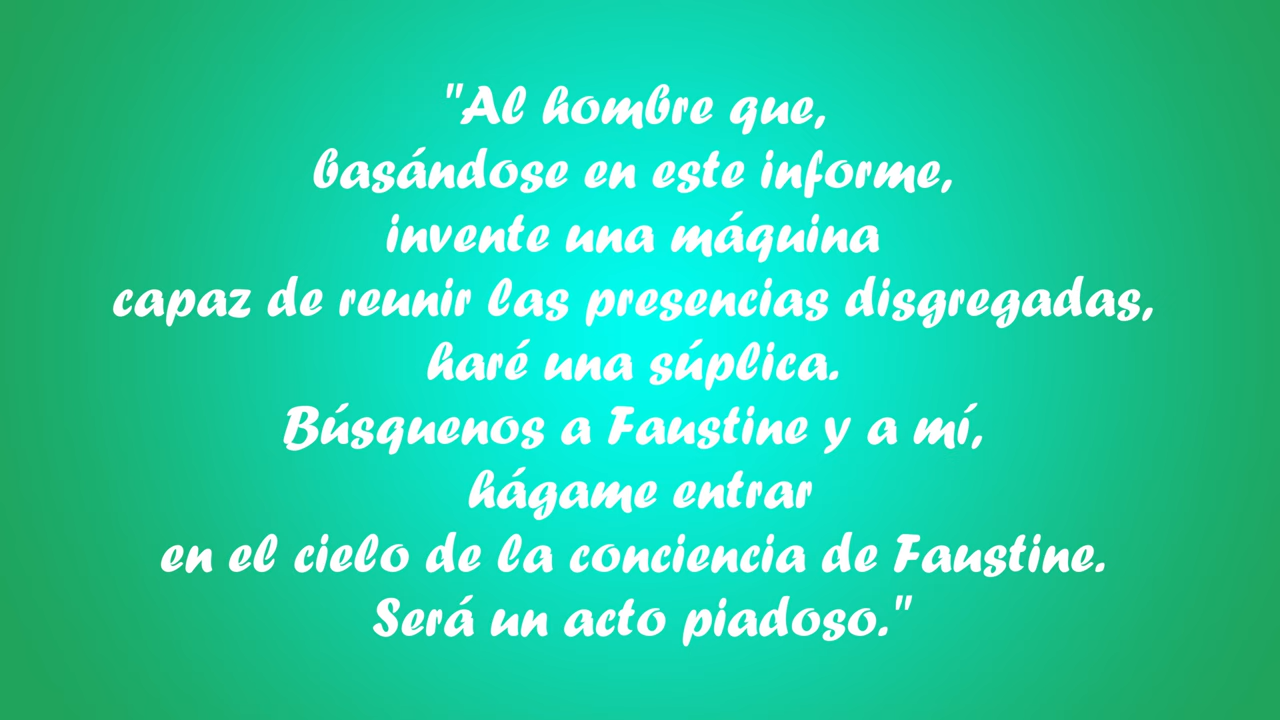 "Al hombre que,
basándose en este informe,
invente una máquina
capaz de reunir las presencias disgregadas,
haré una súplica.
Búsquenos a Faustine y a mí,
hágame entrar
en el cielo de la conciencia de Faustine.
Será un acto piadoso."